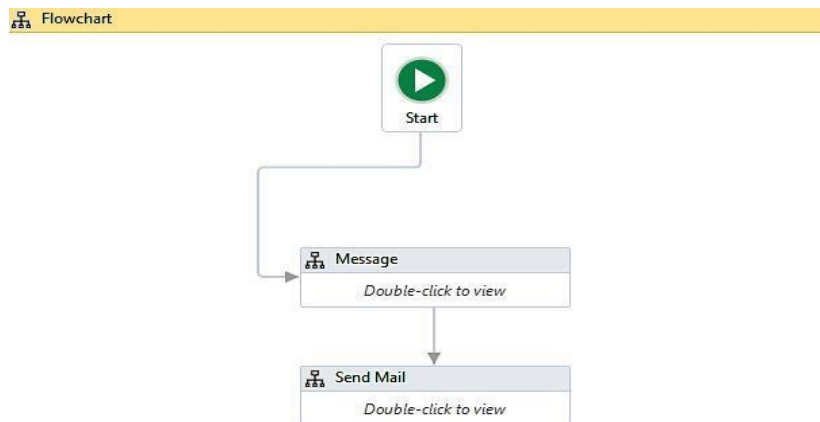 Flowchart
Start
Message
Double-click to view
Send Mail
Double-click to view